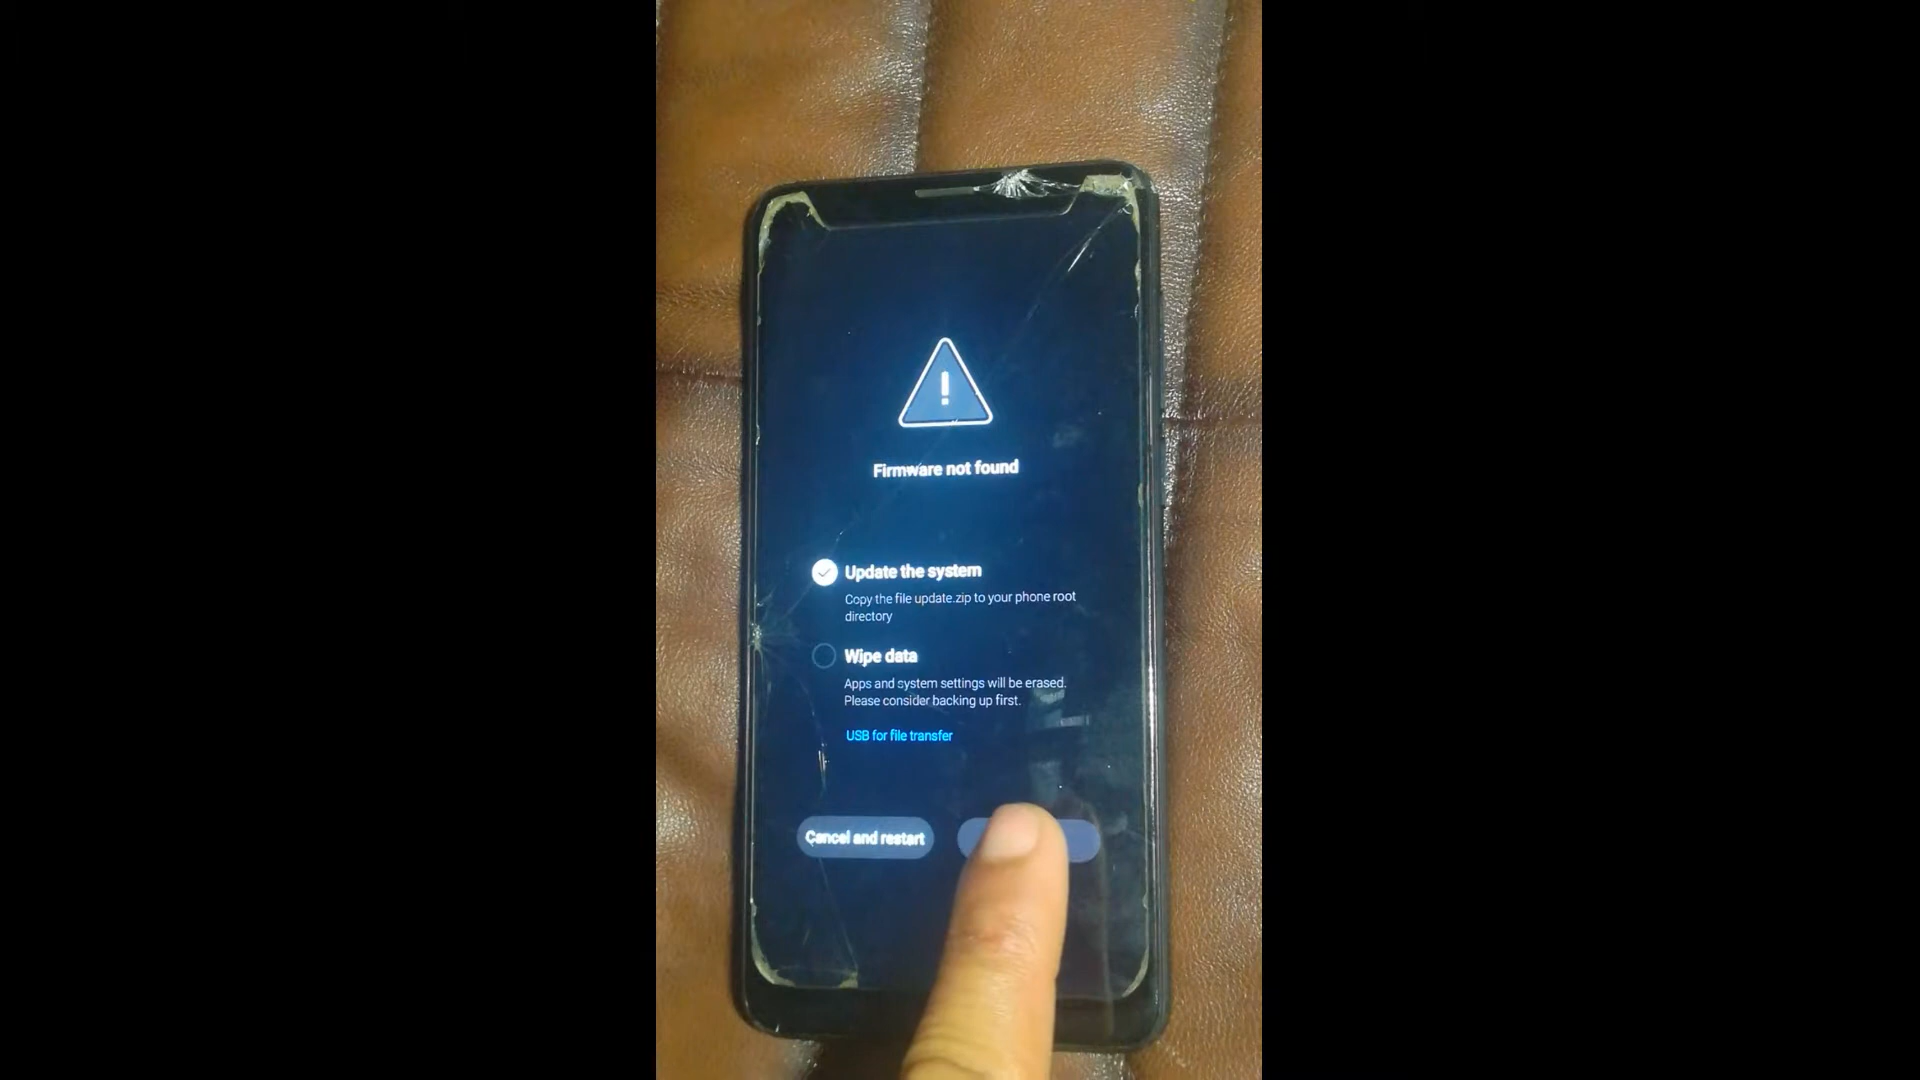 !
Firmware not found
Update the system
Copy the file update.zip to your phone root
directory
Wipe data
Apps and system settings will be erased.
Please consider backing up first.
USB for file transfer
Cancel and restart